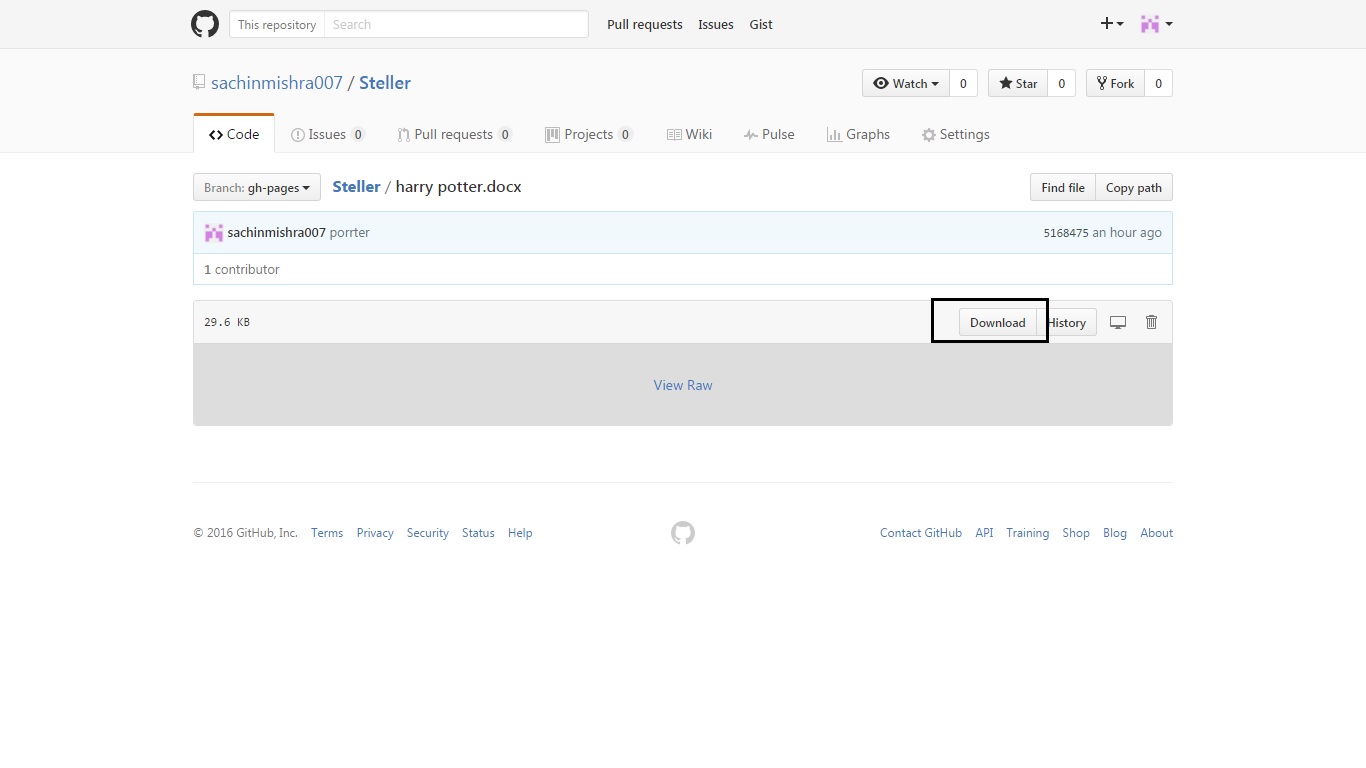 This repository Search Pull requests Issues Gist
sachinmishra007 / Steller Watch 0 Star 0 Fork 0
Code Issues 0 Pull requests 0 Projects 0 Wiki Pulse Graphs Settings
Branch: gh-pages Steller / harry potter.docx Find file Copy path
sachinmishra007 porrter 5168475 an hour ago
1 contributor
29.6 KB Download History
View Raw
© 2016 GitHub, Inc. Terms Privacy Security Status Help Contact GitHub API Training Shop Blog About